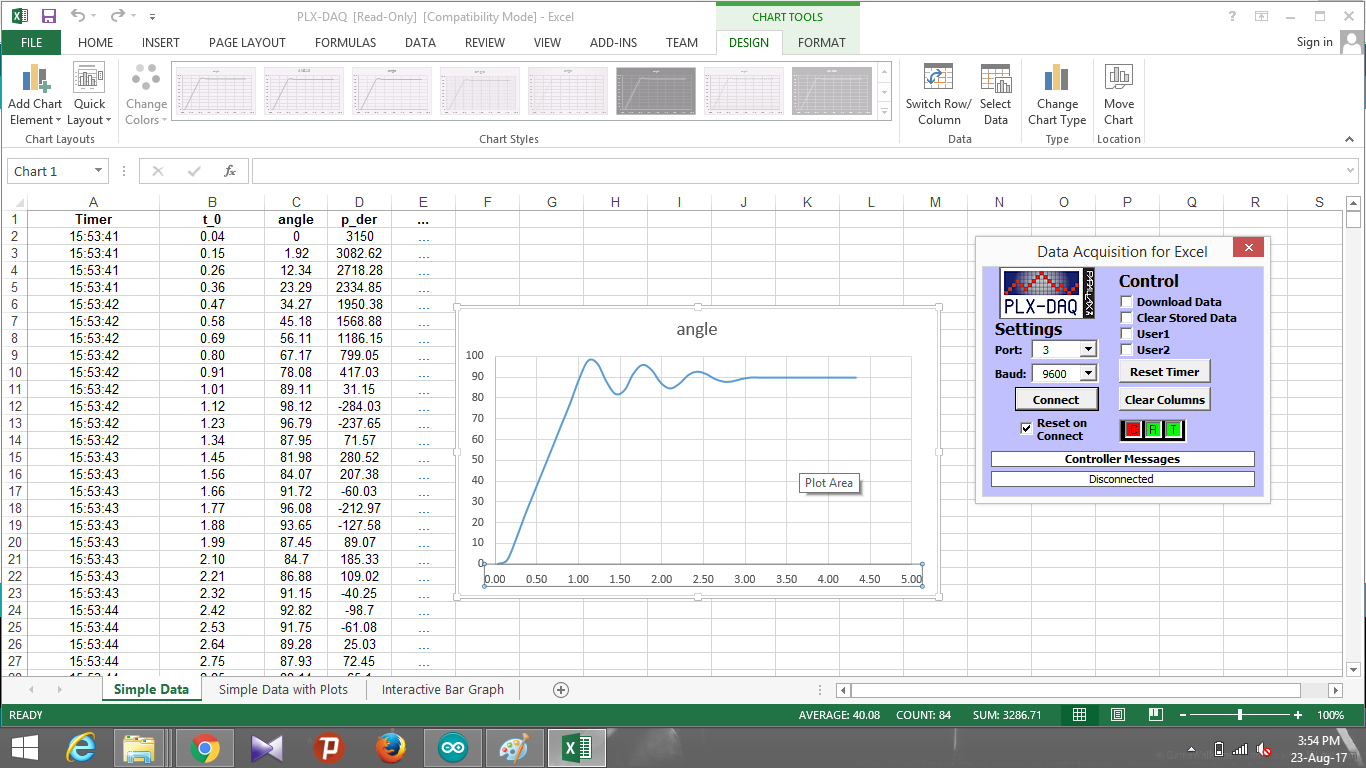 PLX-DAQ [Read-Only] [Compatibility Mode] - Excel
CHART TOOLS
FILE HOME INSERT PAGE LAYOUT FORMULAS DATA REVIEW VIEW ADD-INS TEAM DESIGN FORMAT Sign in
Add Chart Element Quick Layout Change Colors Switch Row/ Column Select Data Change Chart Type Move Chart
Chart Layouts Chart Styles Data Type Location
Chart 1 fx
A B C D E F G H I J K L M N O P Q R S
1 Timer t_0 angle p_der ...
2 15:53:41 0.04 0 3150 ...
3 15:53:41 0.15 1.92 3082.62 ...
4 15:53:41 0.26 12.34 2718.28 ...
5 15:53:41 0.36 23.29 2334.85 ...
6 15:53:42 0.47 34.27 1950.38 ...
7 15:53:42 0.58 45.18 1568.88 ...
8 15:53:42 0.69 56.11 1186.15 ...
9 15:53:42 0.80 67.17 799.05 ...
10 15:53:42 0.91 78.08 417.03 ...
11 15:53:42 1.01 89.11 31.15 ...
12 15:53:42 1.12 98.12 -284.03 ...
13 15:53:42 1.23 96.79 -237.65 ...
14 15:53:42 1.34 87.95 71.57 ...
15 15:53:43 1.45 81.98 280.52 ...
16 15:53:43 1.56 84.07 207.38 ...
17 15:53:43 1.66 91.72 -60.03 ...
18 15:53:43 1.77 96.08 -212.97 ...
19 15:53:43 1.88 93.65 -127.58 ...
20 15:53:43 1.99 87.45 89.07 ...
21 15:53:43 2.10 84.7 185.33 ...
22 15:53:43 2.21 86.88 109.02 ...
23 15:53:43 2.32 91.15 -40.25 ...
24 15:53:44 2.42 92.82 -98.7 ...
25 15:53:44 2.53 91.75 -61.08 ...
26 15:53:44 2.64 89.28 25.03 ...
27 15:53:44 2.75 87.93 72.45 ...
angle
100
90
80
70
60
50
40
30
20
10
0
0.00 0.50 1.00 1.50 2.00 2.50 3.00 3.50 4.00 4.50 5.00
Plot Area
Data Acquisition for Excel
PLX-DAQ
PARALLAX
Control
Download Data
Clear Stored Data
User1
User2
Settings
Port: 3
Baud: 9600
Reset Timer
Connect
Clear Columns
Reset on
Connect
C R T
Controller Messages
Disconnected
Simple Data Simple Data with Plots Interactive Bar Graph
READY AVERAGE: 40.08 COUNT: 84 SUM: 3286.71 100%
3:54 PM
23-Aug-17